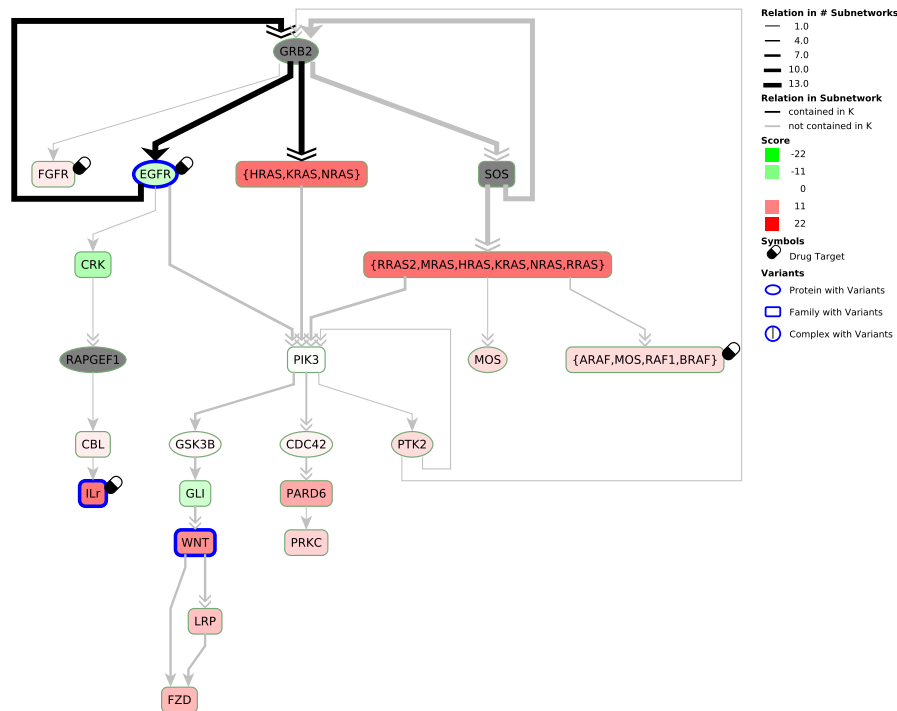 GRB2
FGFR
EGFR
{HRAS,KRAS,NRAS}
SOS
CRK
{RRAS2,MRAS,HRAS,KRAS,NRAS,RRAS}
RAPGEF1
PIK3
MOS
{ARAF,MOS,RAF1,BRAF}
CBL
GSK3B
CDC42
PTK2
ILr
GLI
PARD6
WNT
PRKC
LRP
FZD
Relation in # Subnetworks
1.0
4.0
7.0
10.0
13.0
Relation in Subnetwork
contained in K
not contained in K
Score
-22
-11
0
11
22
Symbols
Drug Target
Variants
Protein with Variants
Family with Variants
Complex with Variants